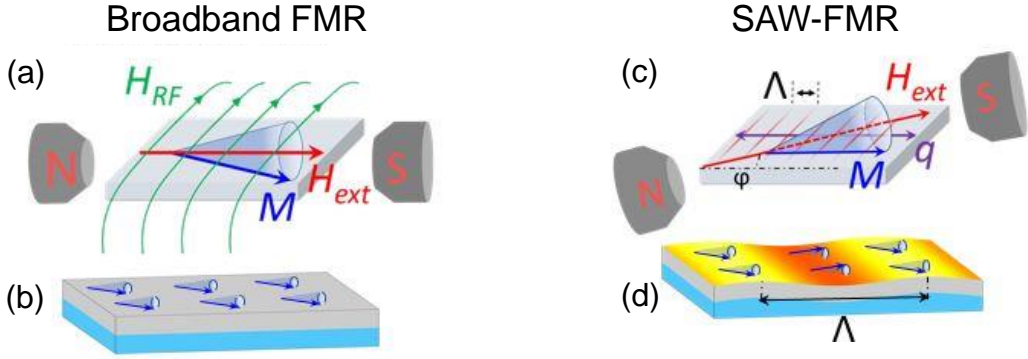 Broadband FMR
SAW-FMR
(a)
H_RF
N
S
H_ext
M
(b)
(c)
Λ
H_ext
S
q
M
φ
N
(d)
Λ